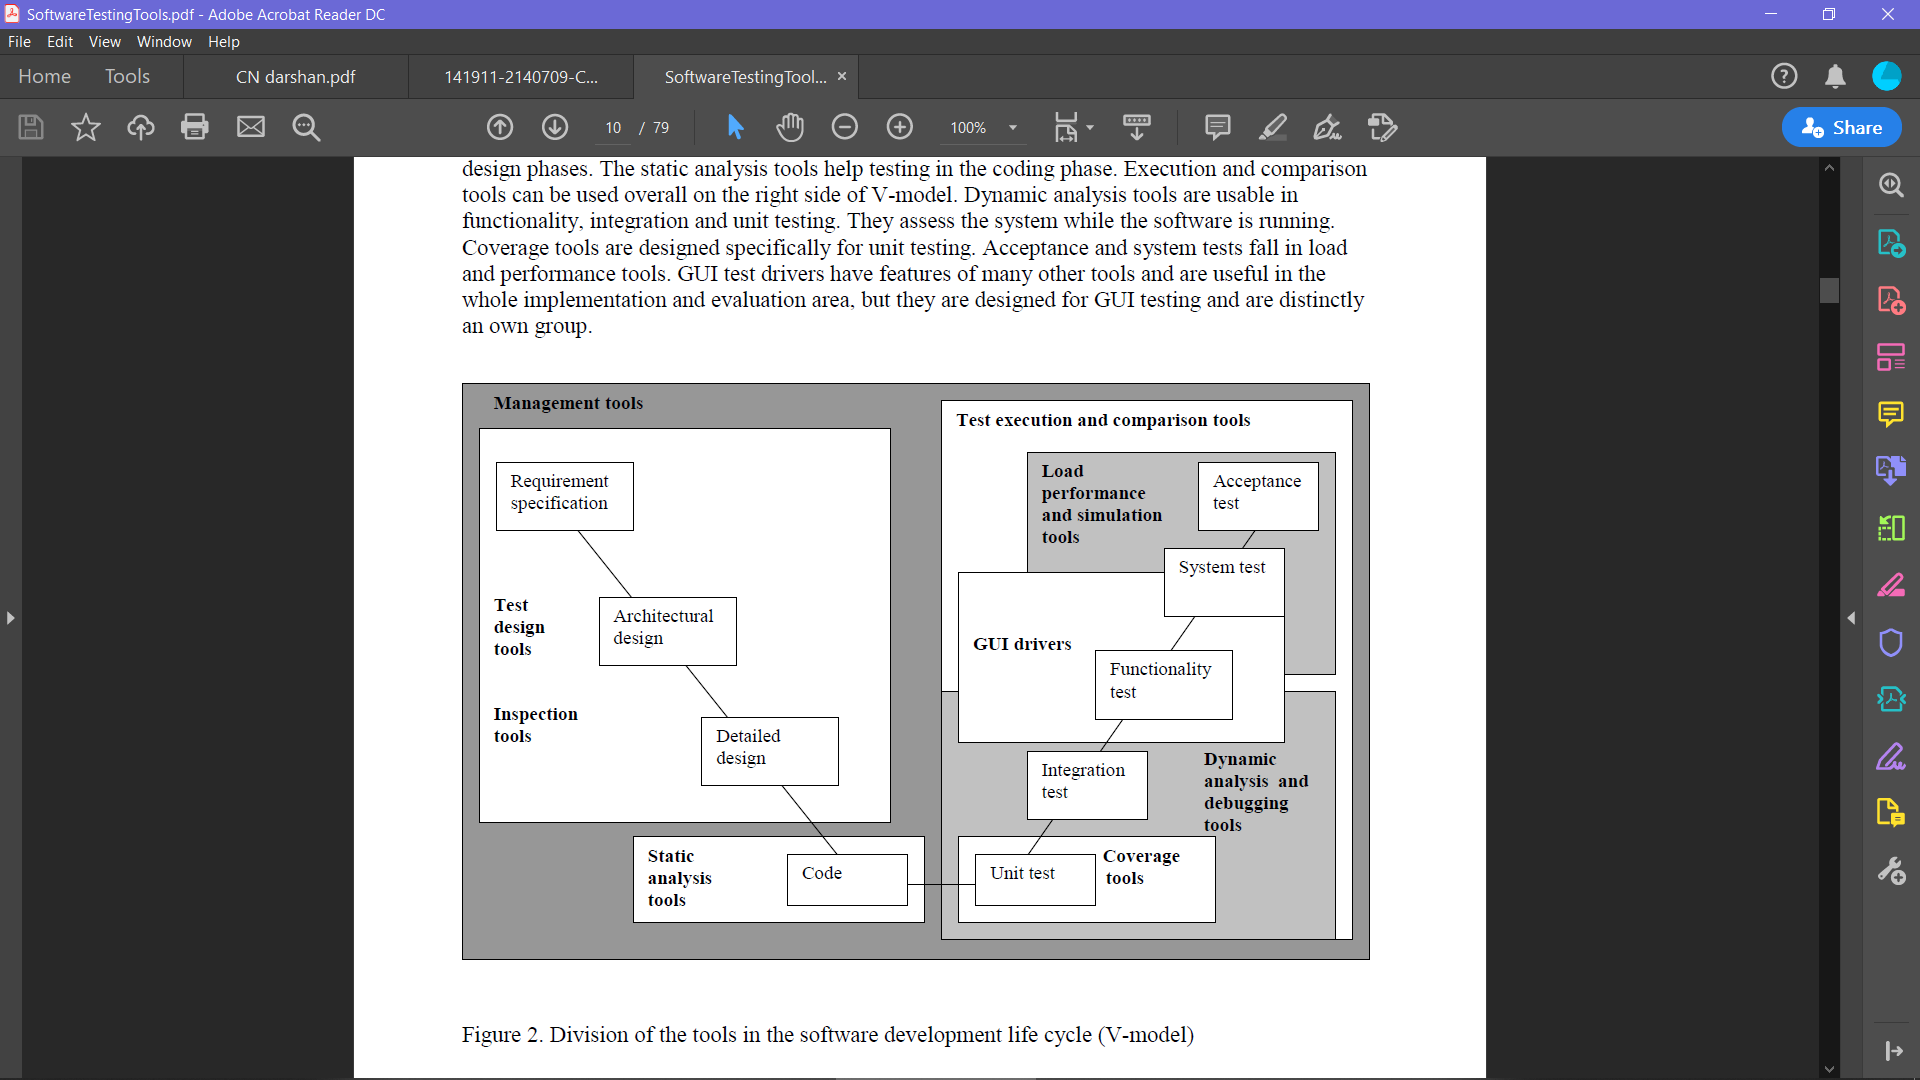 SoftwareTestingTools.pdf - Adobe Acrobat Reader DC
File Edit View Window Help
Home Tools CN darshan.pdf 141911-2140709-C... SoftwareTestingTool... ×
10 / 79 100% Share
design phases. The static analysis tools help testing in the coding phase. Execution and comparison
tools can be used overall on the right side of V-model. Dynamic analysis tools are usable in
functionality, integration and unit testing. They assess the system while the software is running.
Coverage tools are designed specifically for unit testing. Acceptance and system tests fall in load
and performance tools. GUI test drivers have features of many other tools and are useful in the
whole implementation and evaluation area, but they are designed for GUI testing and are distinctly
an own group.
Management tools
Requirement
specification
Test
design
tools
Architectural
design
Inspection
tools
Detailed
design
Static
analysis
tools
Code
Test execution and comparison tools
Load
performance
and simulation
tools
Acceptance
test
System test
GUI drivers
Functionality
test
Integration
test
Dynamic
analysis and
debugging
tools
Unit test
Coverage
tools
Figure 2. Division of the tools in the software development life cycle (V-model)